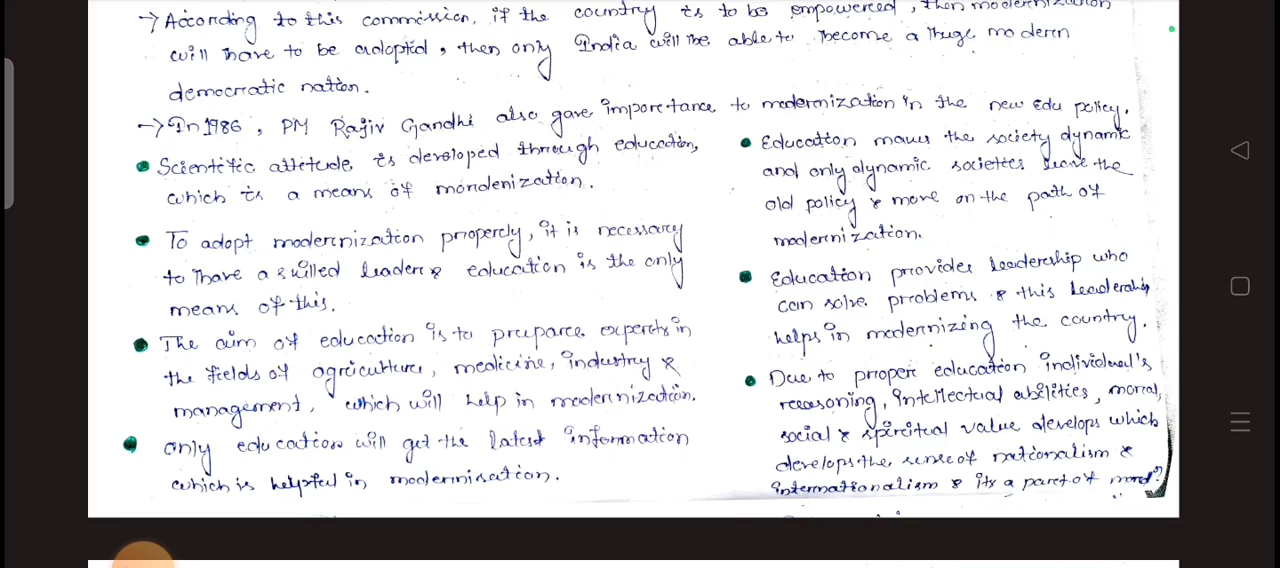 → According to this commission, if the country is to be empowered, then modernization
will have to be adopted, then only India will be able to become a huge modern
democratic nation.
→ In 1986, PM Rajiv Gandhi also gave importance to modernization in the new Edu policy.
• Scientific attitude is developed through education,
which is a means of mordenization.
• To adopt modernization properly, it is necessary
to have a skilled leader & education is the only
means of this.
• The aim of education is to prepare experts in
the fields of agriculture, medicine, industry &
management, which will help in modernization.
• only education will get the latest information
which is helpful in modernisation.
• Education makes the society dynamic
and only dynamic societies leave the
old policy & move on the path of
modernization.
• Education provides leadership who
can solve problems & this leadership
helps in modernizing the country.
• Due to proper education individual's
reasoning, intellectual abilities, moral,
social & spiritual value develops which
develops the sense of nationalism &
internationalism & its a part of